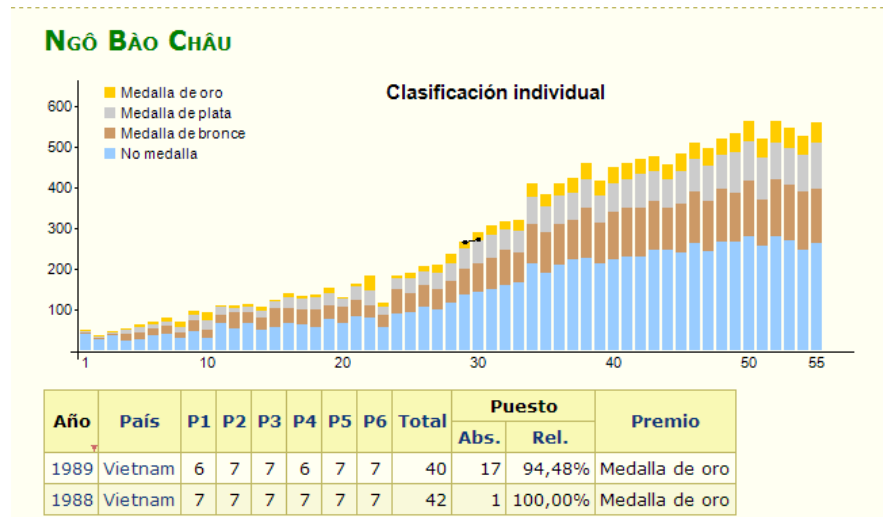 Ngô Bào Châu
Clasificación individual
Medalla de oro
Medalla de plata
Medalla de bronce
No medalla
600
500
400
300
200
100
1 10 20 30 40 50 55
Año País P1 P2 P3 P4 P5 P6 Total Puesto Premio
Abs. Rel.
1989 Vietnam 6 7 7 6 7 7 40 17 94,48% Medalla de oro
1988 Vietnam 7 7 7 7 7 7 42 1 100,00% Medalla de oro